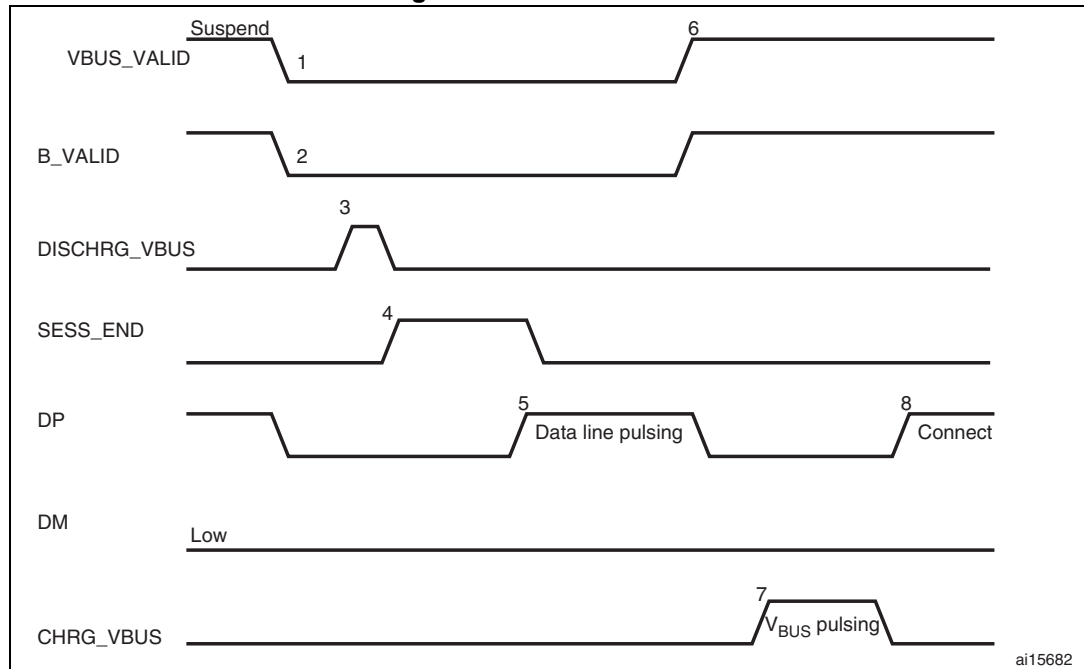 Suspend
6
VBUS_VALID
1
B_VALID
2
3
DISCHRG_VBUS
4
SESS_END
5
8
DP
Data line pulsing
Connect
DM
Low
7
CHRG_VBUS
VBUS pulsing
ai15682